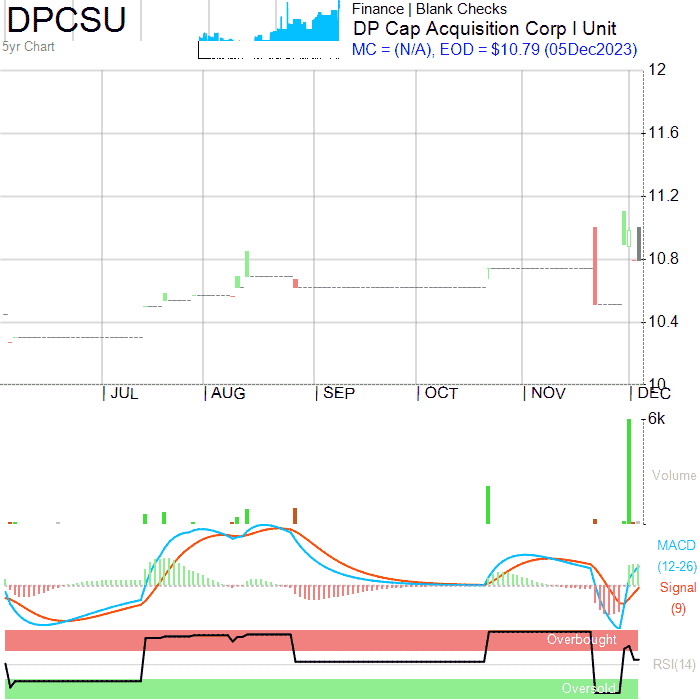 DPCSU
5yr Chart
Finance | Blank Checks
DP Cap Acquisition Corp I Unit
MC = (N/A), EOD = $10.79 (05Dec2023)
12
11.6
11.2
10.8
10.4
10
JUL AUG SEP OCT NOV DEC
6k
Volume
MACD
(12-26)
Signal
(9)
Overbought
RSI(14)
Oversold